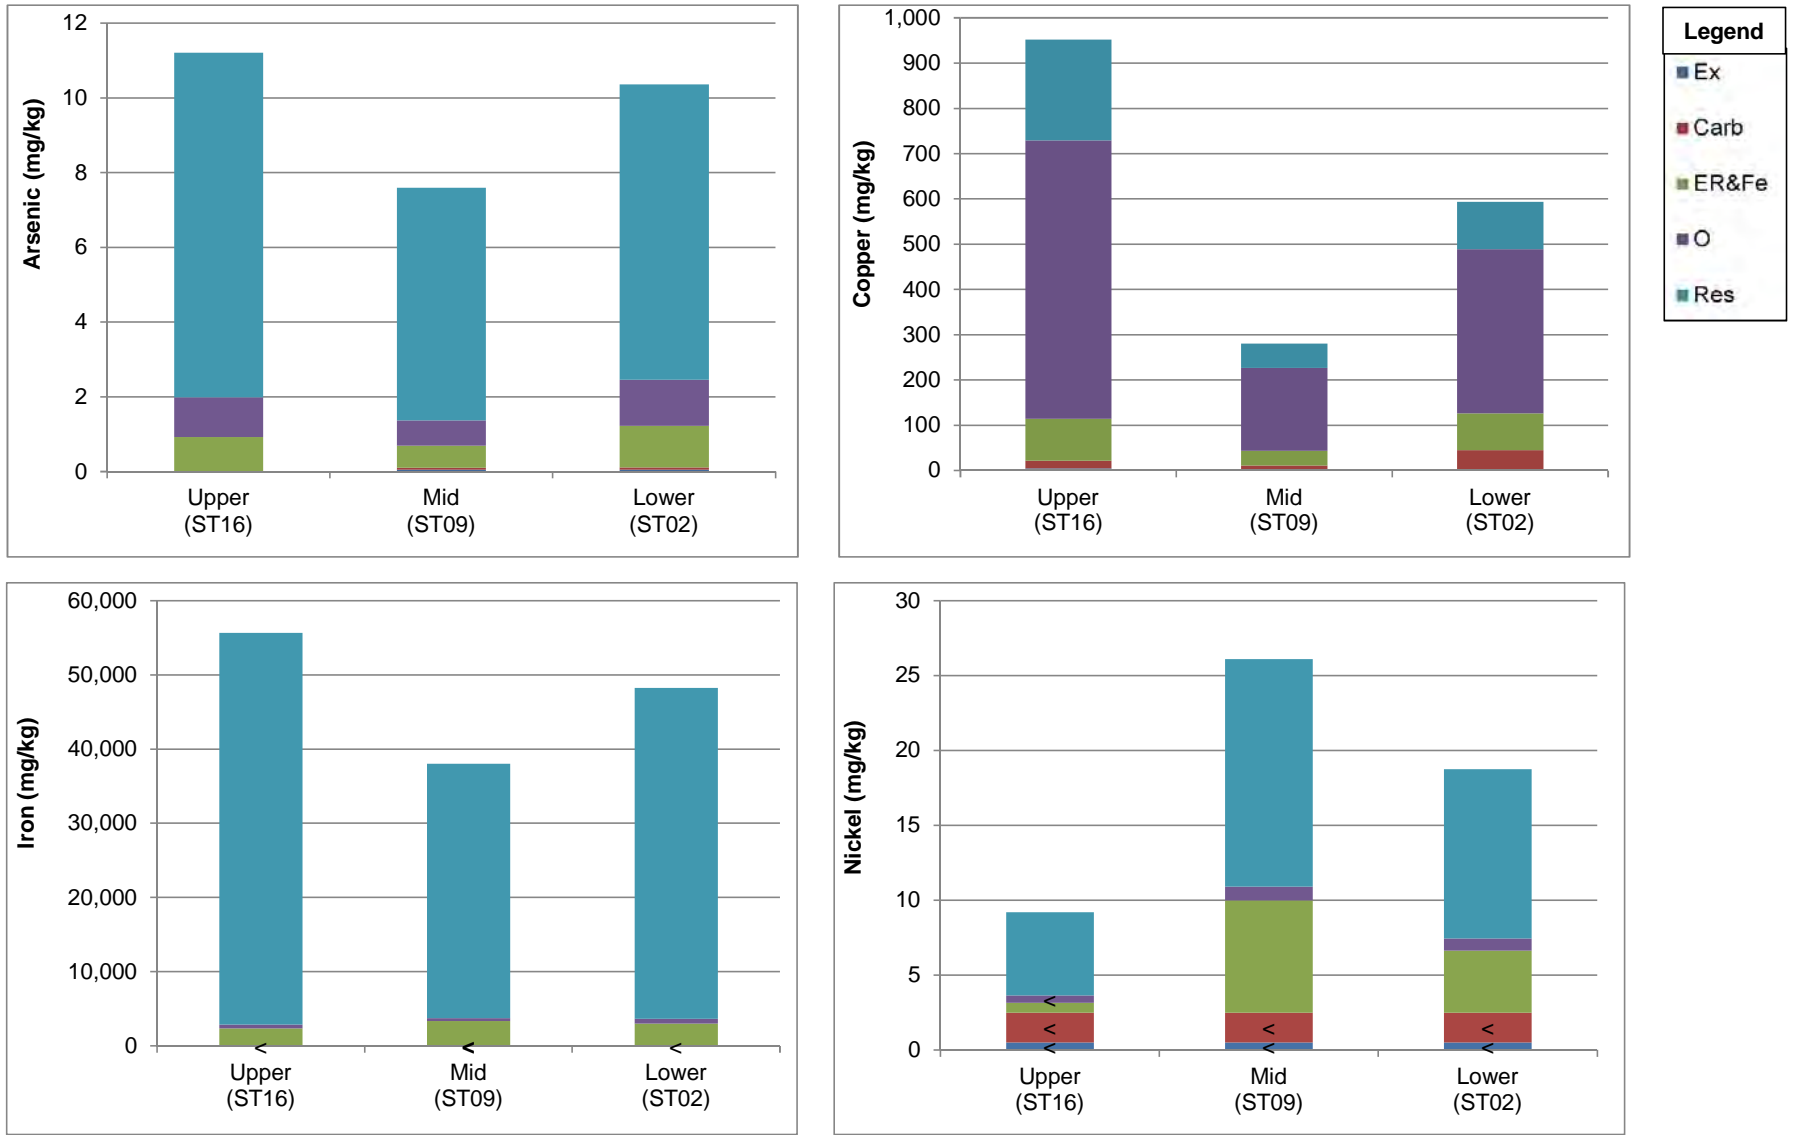 12
10
8
6
4
2
0
Arsenic (mg/kg)
Upper
(ST16)
Mid
(ST09)
Lower
(ST02)
1,000
900
800
700
600
500
400
300
200
100
0
Copper (mg/kg)
Upper
(ST16)
Mid
(ST09)
Lower
(ST02)
Legend
Ex
Carb
ER&Fe
O
Res
60,000
50,000
40,000
30,000
20,000
10,000
0
Iron (mg/kg)
<
<
<
Upper
(ST16)
Mid
(ST09)
Lower
(ST02)
30
25
20
15
10
5
0
Nickel (mg/kg)
<
<
<
<
<
<
<
Upper
(ST16)
Mid
(ST09)
Lower
(ST02)